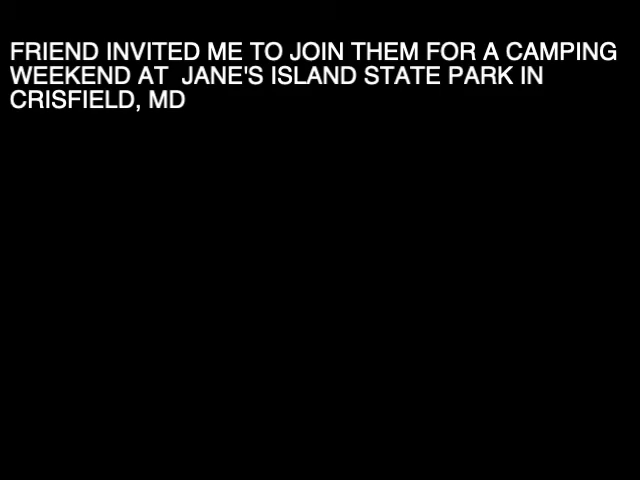 FRIEND INVITED ME TO JOIN THEM FOR A CAMPING
WEEKEND AT  JANE'S ISLAND STATE PARK IN
CRISFIELD, MD